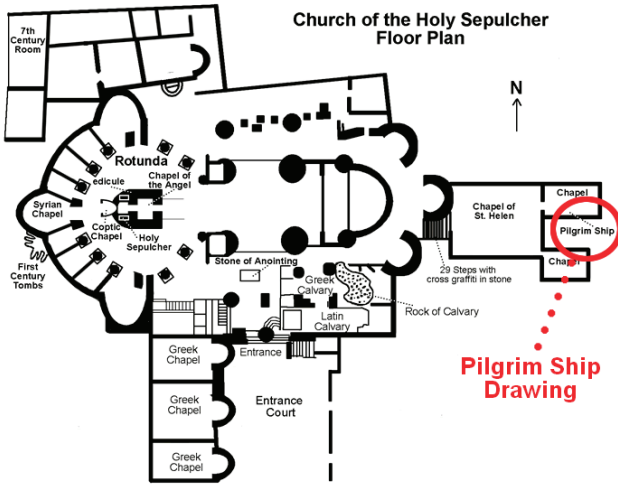 Church of the Holy Sepulcher
Floor Plan
7th
Century
Room
N
Rotunda
edicule
Chapel of
the Angel
Syrian
Chapel
Coptic
Chapel
Holy
Sepulcher
First
Century
Tombs
Stone of Anointing
Greek
Calvary
Latin
Calvary
Rock of Calvary
Chapel of
St. Helen
Chapel
Pilgrim Ship
Chapel
29 Steps with
cross graffiti in stone
Greek
Chapel
Entrance
Greek
Chapel
Entrance
Court
Greek
Chapel
Pilgrim Ship
Drawing